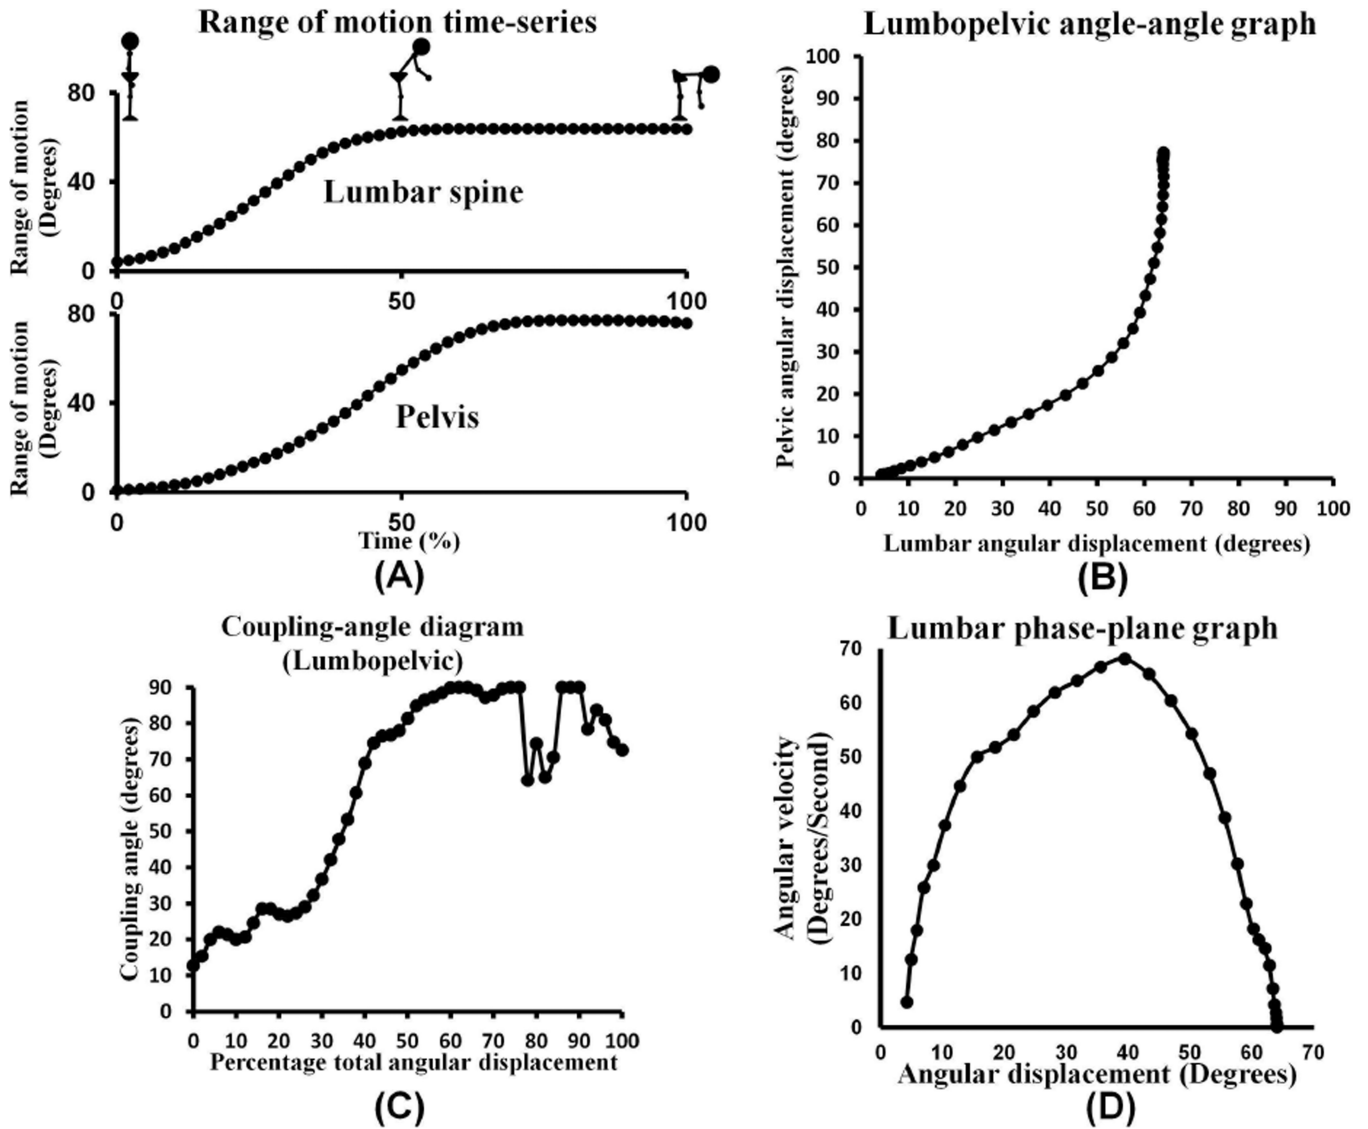 Range of motion time-series
80
40
0
Range of motion
(Degrees)
Lumbar spine
0 50 100
80
40
0
Range of motion
(Degrees)
Pelvis
0 50 100
Time (%)
(A)
Lumbopelvic angle-angle graph
100
90
80
70
60
50
40
30
20
10
0
Pelvic angular displacement (degrees)
0 10 20 30 40 50 60 70 80 90 100
Lumbar angular displacement (degrees)
(B)
Coupling-angle diagram
(Lumbopelvic)
90
80
70
60
50
40
30
20
10
0
Coupling angle (degrees)
0 10 20 30 40 50 60 70 80 90 100
Percentage total angular displacement
(C)
Lumbar phase-plane graph
70
60
50
40
30
20
10
0
Angular velocity
(Degrees/Second)
0 10 20 30 40 50 60 70
Angular displacement (Degrees)
(D)